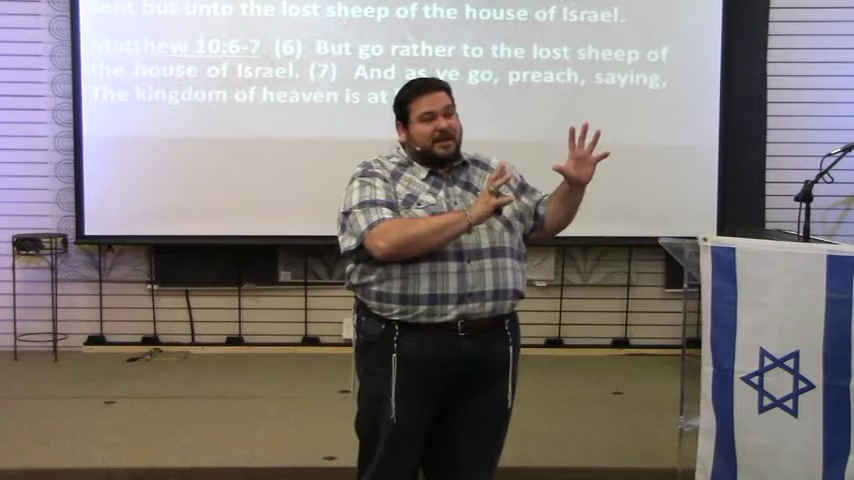 sent but unto the lost sheep of the house of Israel.
Matthew 10:6-7 (6) But go rather to the lost sheep of
the house of Israel. (7) And as ye go, preach, saying,
The kingdom of heaven is at